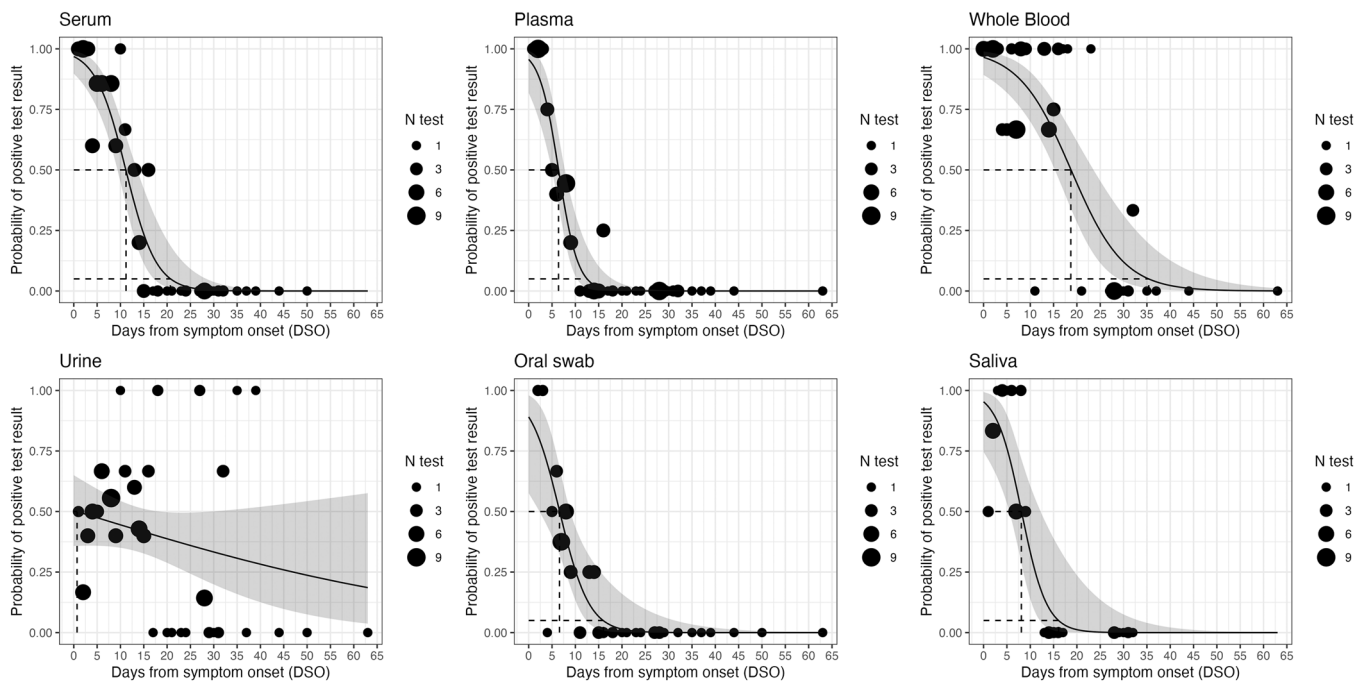 Serum
Probability of positive test result
1.00
0.75
0.50
0.25
0.00
0 5 10 15 20 25 30 35 40 45 50 55 60 65
Days from symptom onset (DSO)
N test
1
3
6
9
Plasma
Probability of positive test result
1.00
0.75
0.50
0.25
0.00
0 5 10 15 20 25 30 35 40 45 50 55 60 65
Days from symptom onset (DSO)
N test
1
3
6
9
Whole Blood
Probability of positive test result
1.00
0.75
0.50
0.25
0.00
0 5 10 15 20 25 30 35 40 45 50 55 60 65
Days from symptom onset (DSO)
N test
1
3
6
9
Urine
Probability of positive test result
1.00
0.75
0.50
0.25
0.00
0 5 10 15 20 25 30 35 40 45 50 55 60 65
Days from symptom onset (DSO)
N test
1
3
6
9
Oral swab
Probability of positive test result
1.00
0.75
0.50
0.25
0.00
0 5 10 15 20 25 30 35 40 45 50 55 60 65
Days from symptom onset (DSO)
N test
1
3
6
9
Saliva
Probability of positive test result
1.00
0.75
0.50
0.25
0.00
0 5 10 15 20 25 30 35 40 45 50 55 60 65
Days from symptom onset (DSO)
N test
1
3
6
9